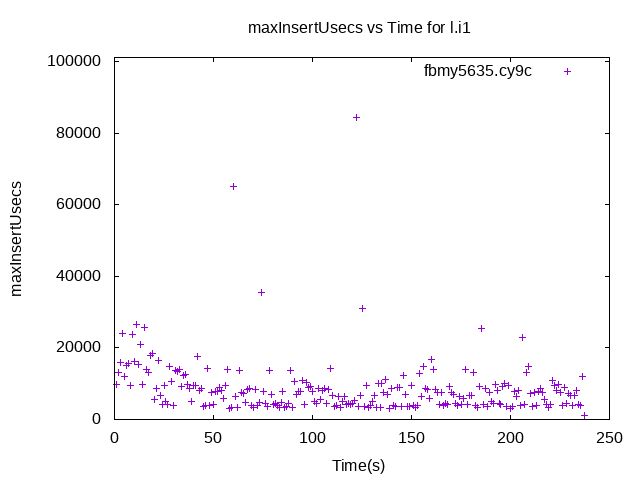 maxInsertUsecs vs Time for l.i1
fbmy5635.cy9c
maxInsertUsecs
100000
80000
60000
40000
20000
0
0 50 100 150 200 250
Time(s)